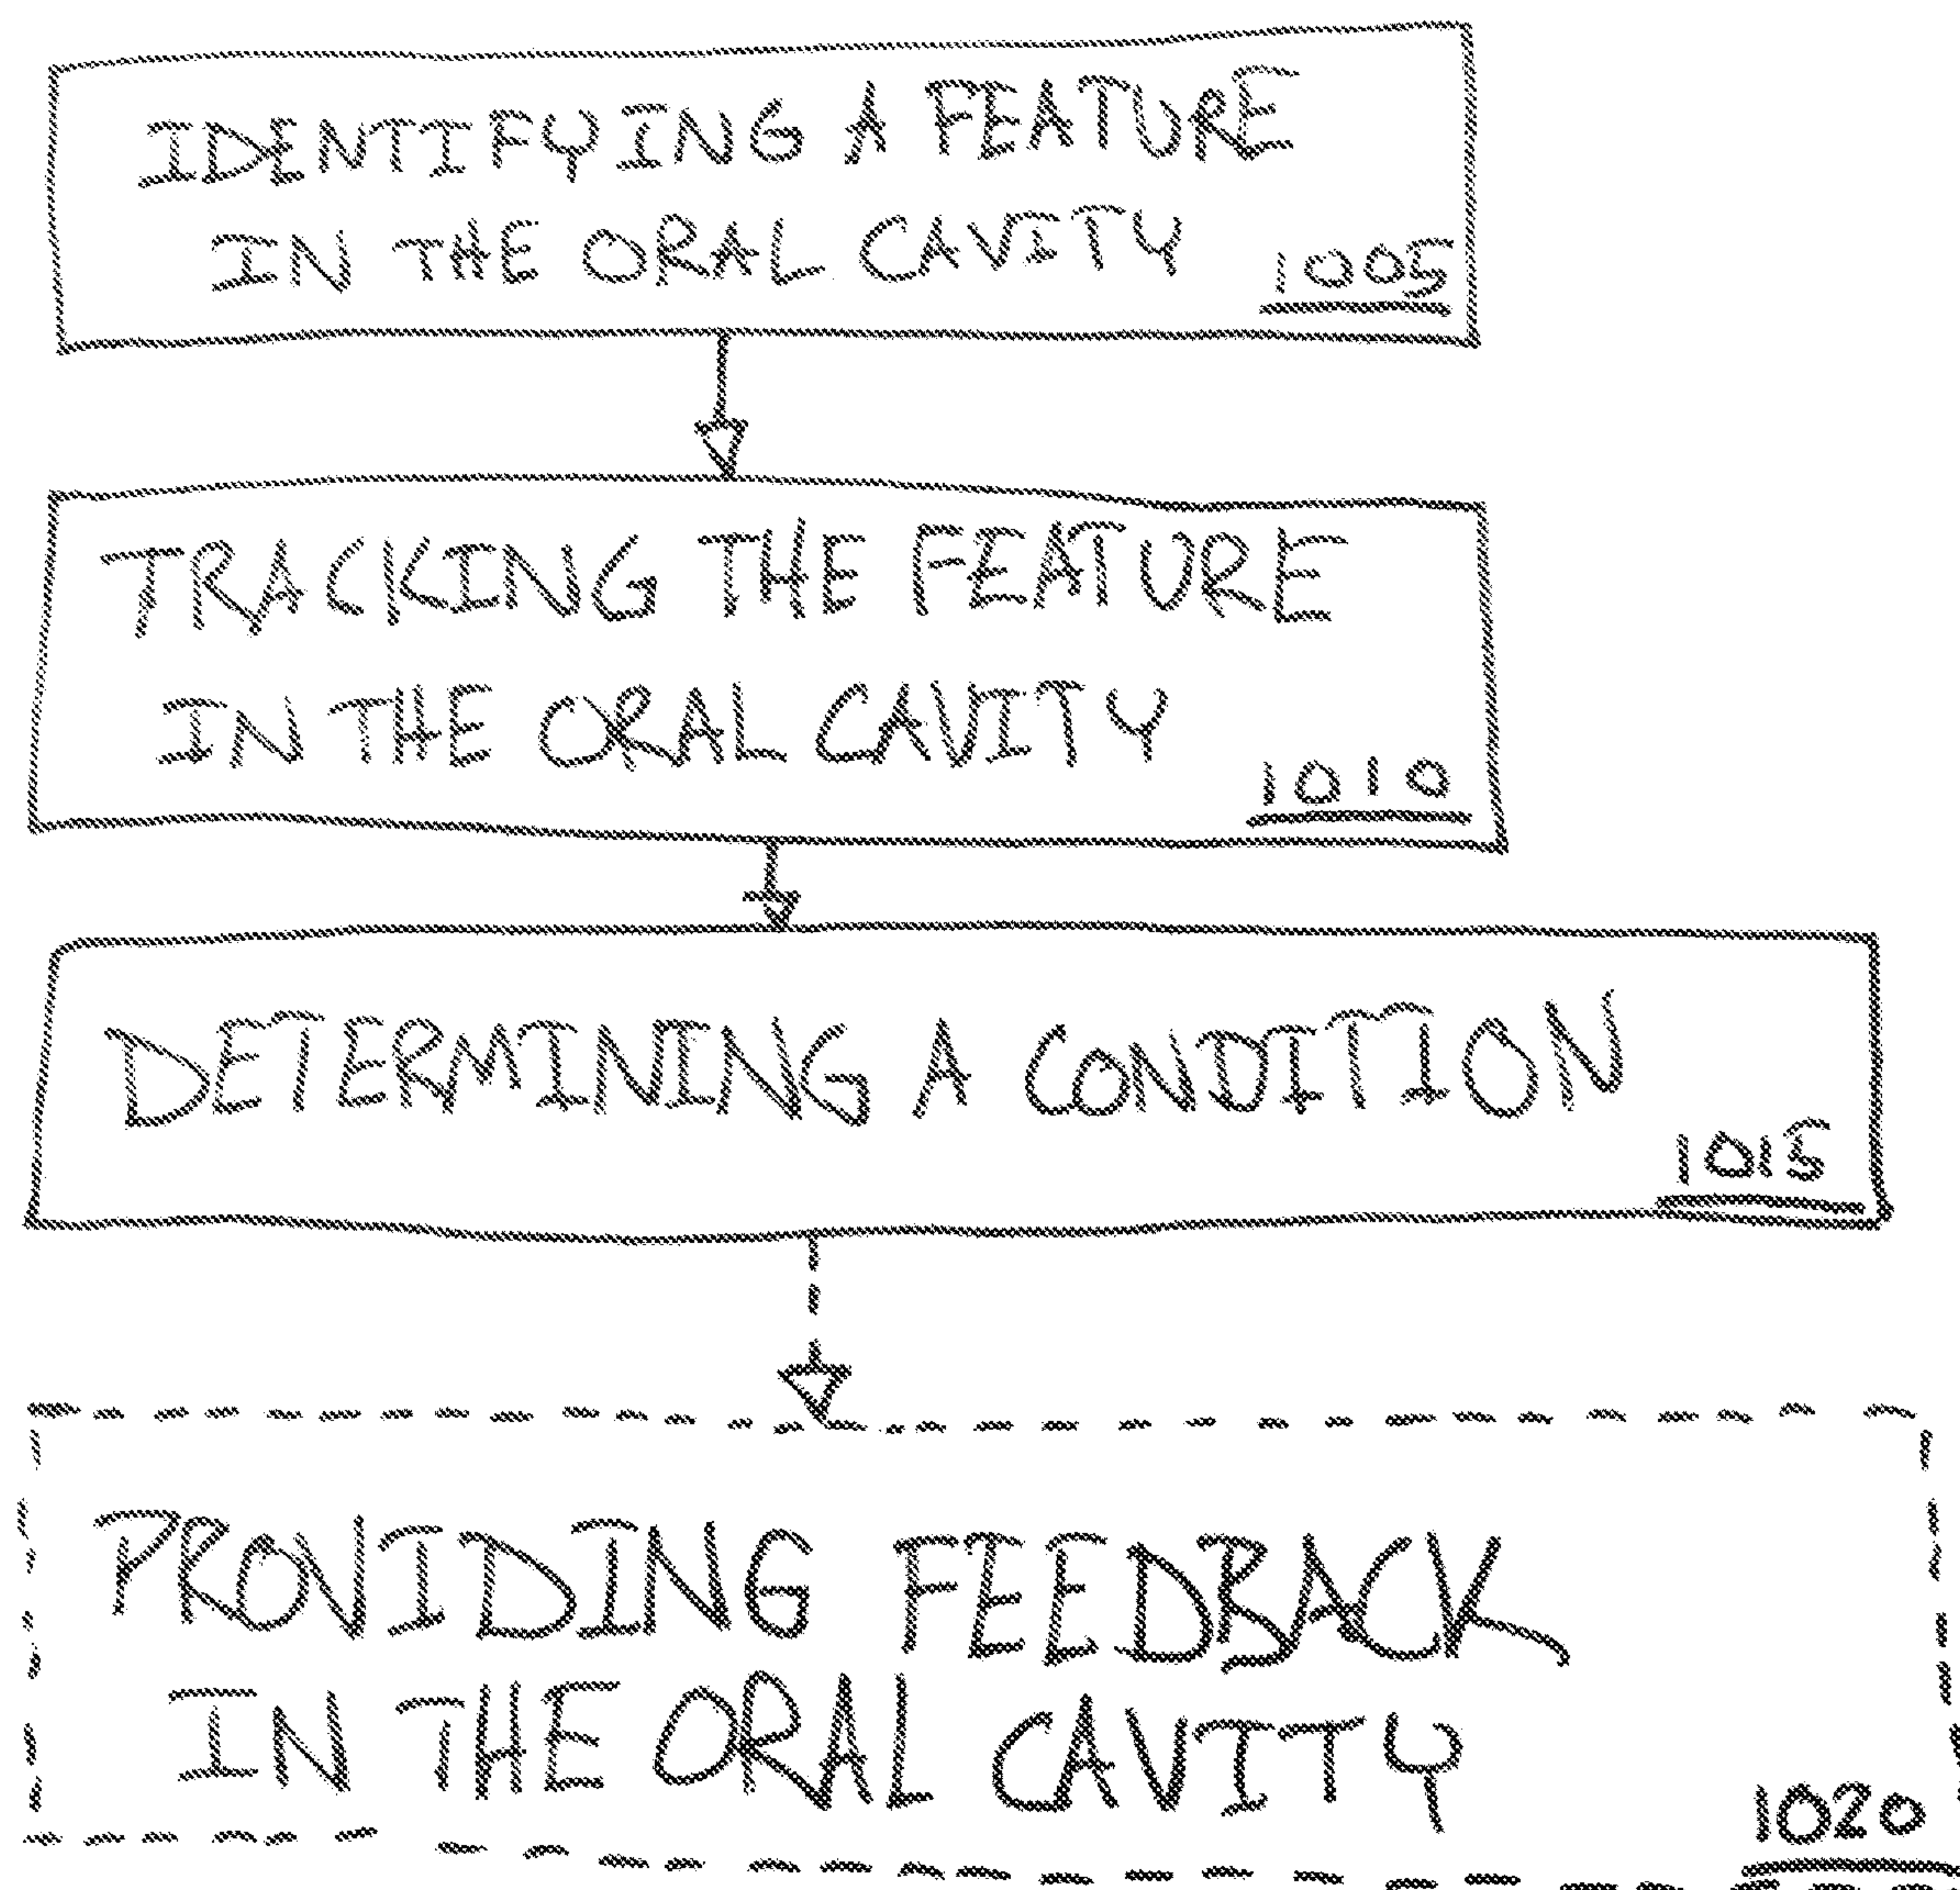 IDENTIFYING A FEATURE
IN THE ORAL CAVITY
1005
TRACKING THE FEATURE
IN THE ORAL CAVITY
1010
DETERMINING A CONDITION
1015
PROVIDING FEEDBACK
IN THE ORAL CAVITY
1020